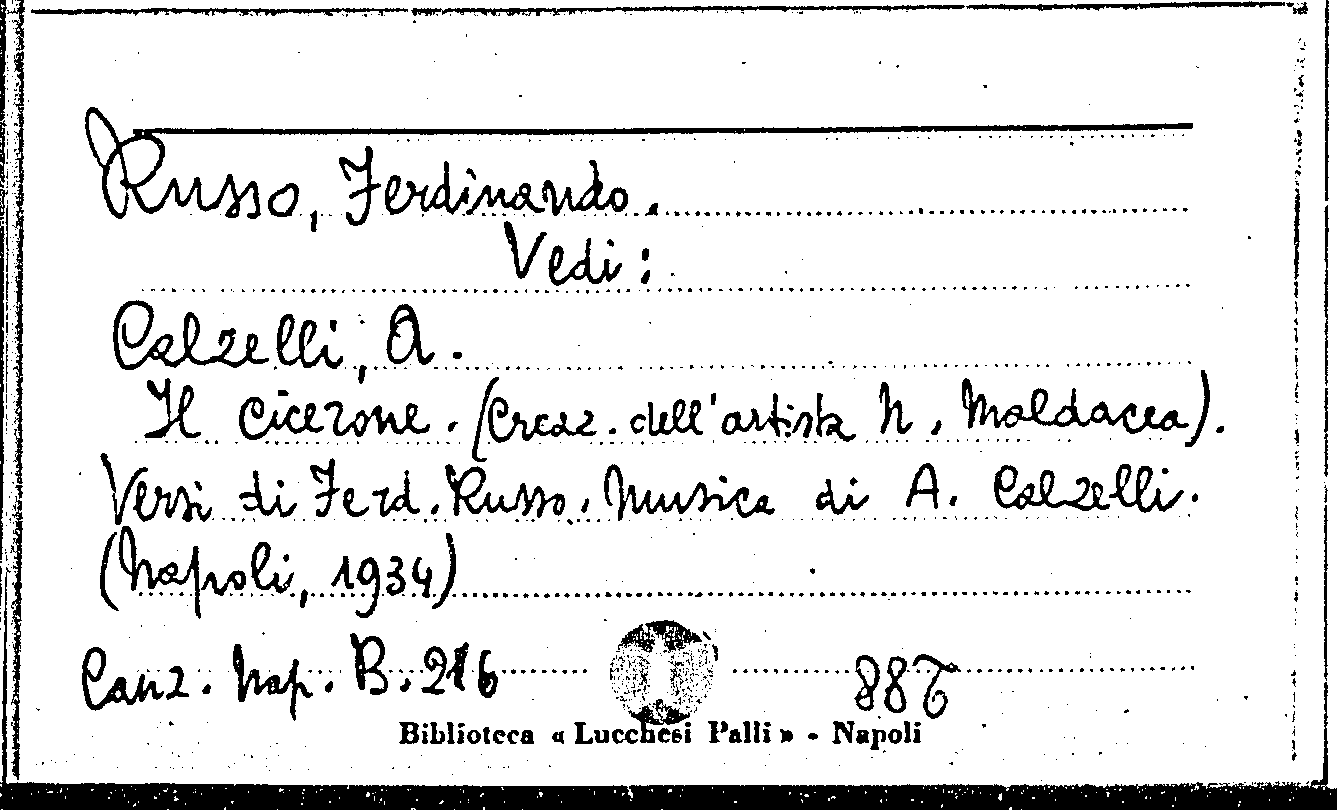 Russo, Ferdinando.
Vedi:
Calzelli, A.
Il cicerone. (Creaz. dell'artista N. Maldacea).
Versi di Ferd. Russo. Musica di A. Calzelli.
(Napoli, 1934)
Canz. Nap. B. 216
Biblioteca « Lucchesi Palli » - Napoli